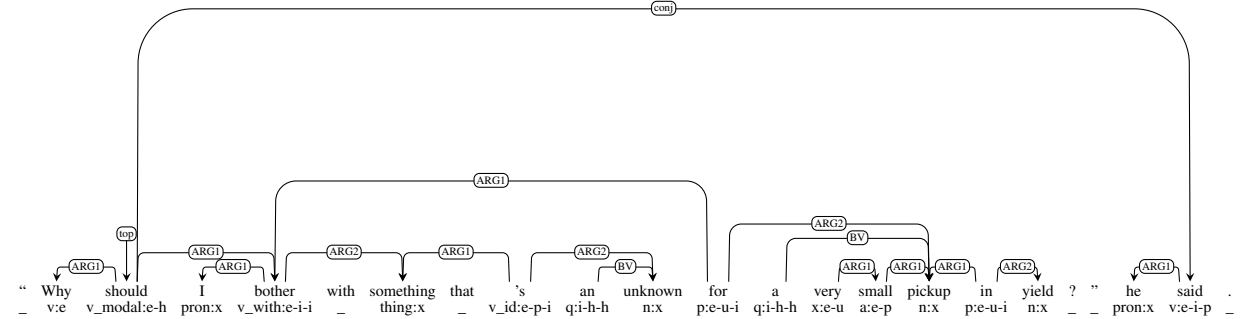 conj
ARG1
ARG2
BV
top
ARG1 ARG2 ARG1 ARG2
ARG1 ARG1 BV ARG1 ARG1 ARG1 ARG2 ARG1
“ Why should I bother with something that 's an unknown for a very small pickup in yield ? ” he said .
_ v:e v_modal:e-h pron:x v_with:e-i-i _ thing:x _ v_id:e-p-i q:i-h-h n:x p:e-u-i q:i-h-h x:e-u a:e-p n:x p:e-u-i n:x _ _ pron:x v:e-i-p _